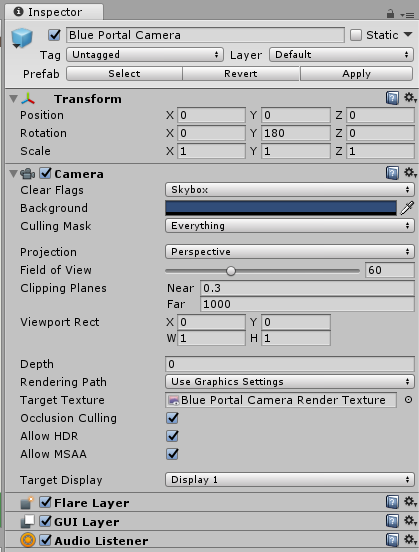 Inspector
Blue Portal Camera Static
Tag Untagged Layer Default
Prefab Select Revert Apply
Transform
Position X 0 Y 0 Z 0
Rotation X 0 Y 180 Z 0
Scale X 1 Y 1 Z 1
Camera
Clear Flags Skybox
Background
Culling Mask Everything
Projection Perspective
Field of View 60
Clipping Planes Near 0.3
Far 1000
Viewport Rect X 0 Y 0
W 1 H 1
Depth 0
Rendering Path Use Graphics Settings
Target Texture Blue Portal Camera Render Texture
Occlusion Culling
Allow HDR
Allow MSAA
Target Display Display 1
Flare Layer
GUI Layer
Audio Listener